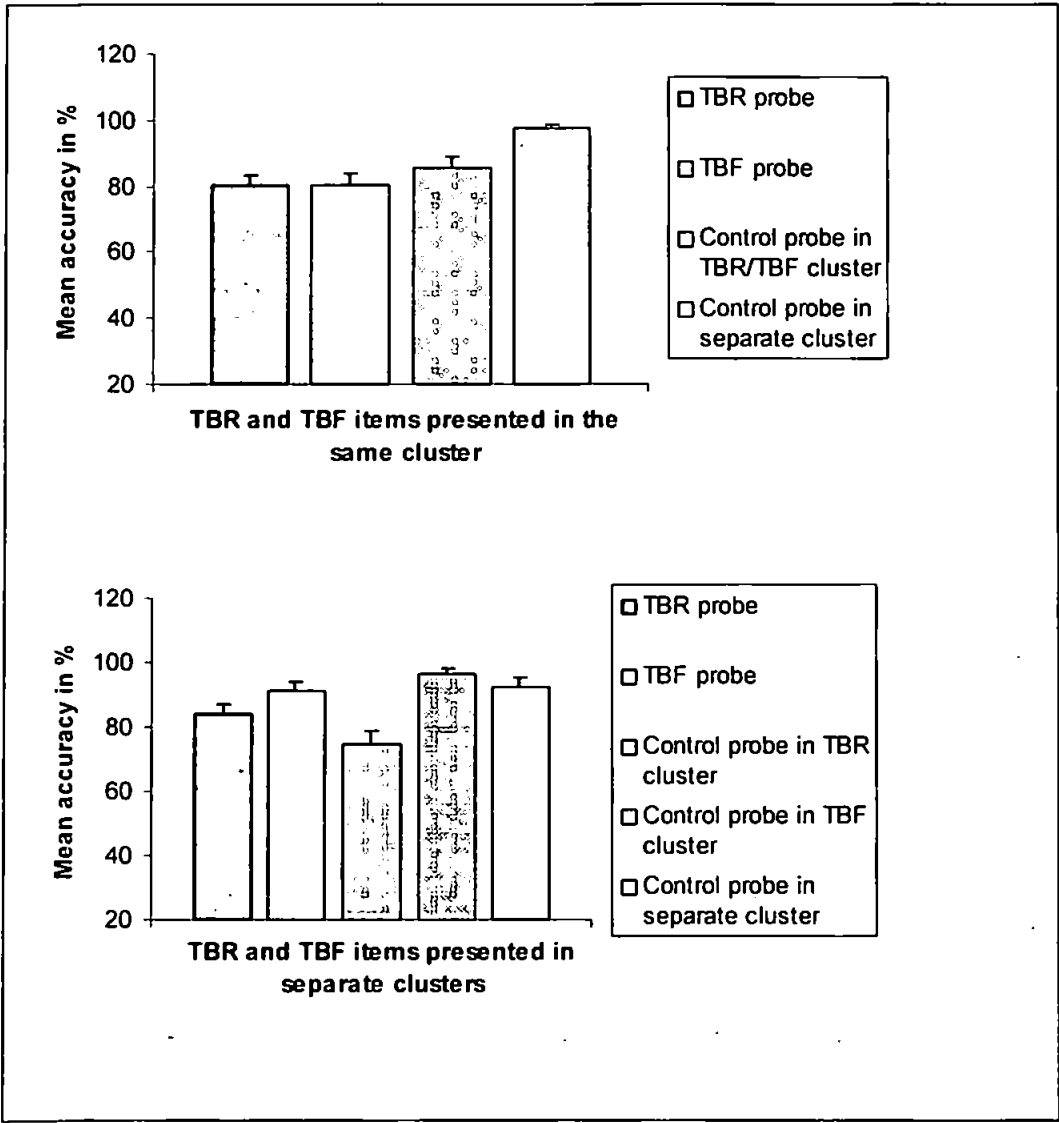 120
100
80
60
40
20
Mean accuracy in %
TBR and TBF items presented in the
same cluster
TBR probe
TBF probe
Control probe in
TBR/TBF cluster
Control probe in
separate cluster
120
100
80
60
40
20
Mean accuracy in %
TBR and TBF items presented in
separate clusters
TBR probe
TBF probe
Control probe in TBR
cluster
Control probe in TBF
cluster
Control probe in
separate cluster